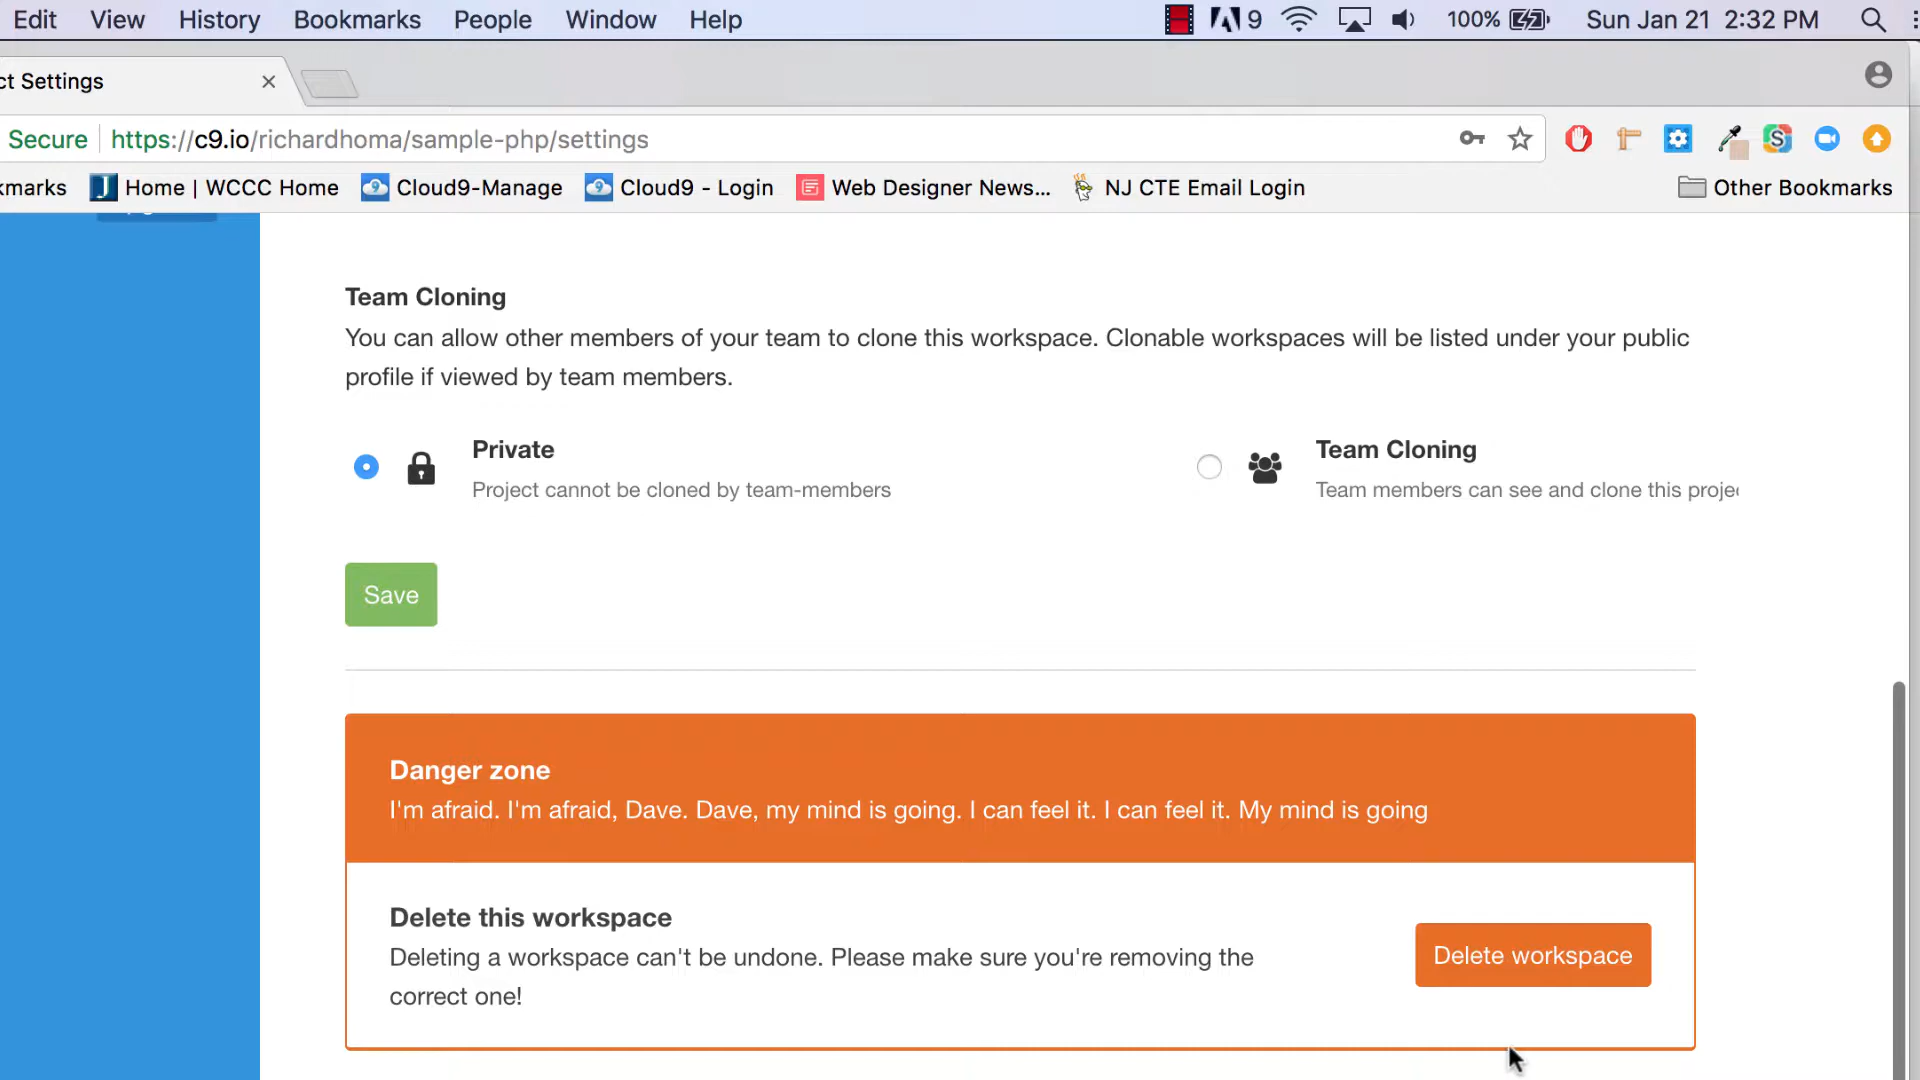 Edit View History Bookmarks People Window Help 9 100% Sun Jan 21 2:32 PM
ct Settings
Secure https://c9.io/richardhoma/sample-php/settings
kmarks Home | WCCC Home Cloud9-Manage Cloud9 - Login Web Designer News... NJ CTE Email Login Other Bookmarks
Team Cloning
You can allow other members of your team to clone this workspace. Clonable workspaces will be listed under your public
profile if viewed by team members.
Private
Project cannot be cloned by team-members
Team Cloning
Team members can see and clone this projec
Save
Danger zone
I'm afraid. I'm afraid, Dave. Dave, my mind is going. I can feel it. I can feel it. My mind is going
Delete this workspace
Deleting a workspace can't be undone. Please make sure you're removing the
correct one!
Delete workspace